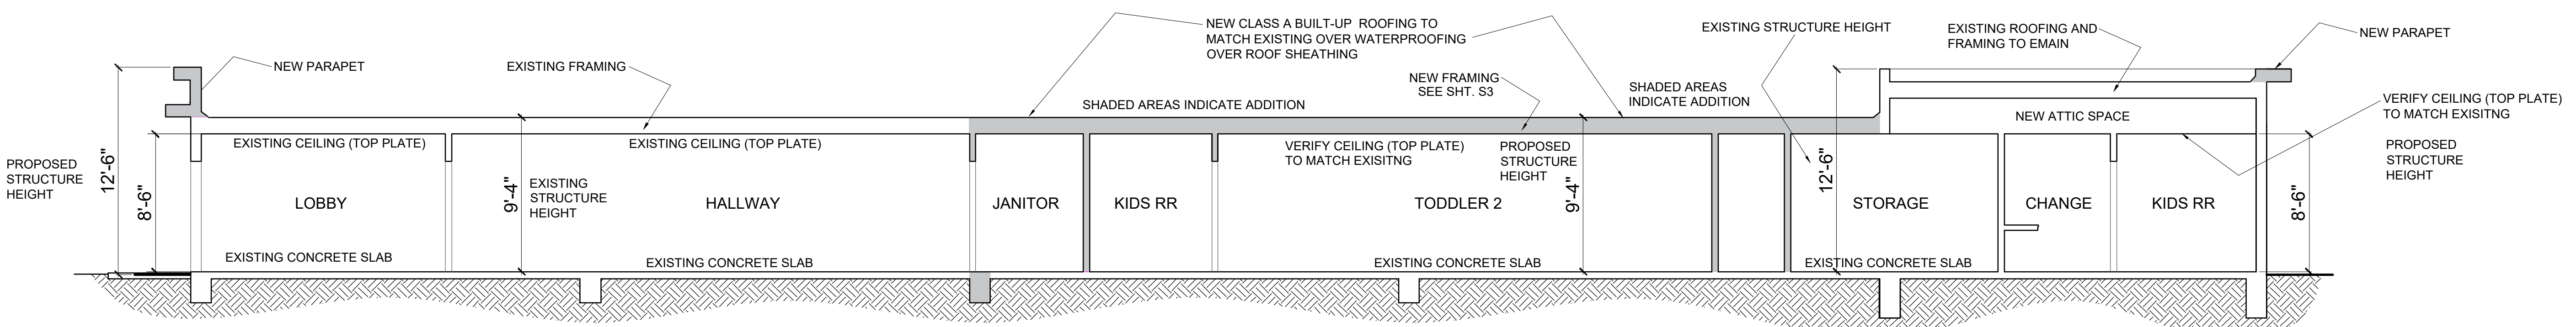 NEW CLASS A BUILT-UP ROOFING TO
MATCH EXISTING OVER WATERPROOFING
OVER ROOF SHEATHING
EXISTING STRUCTURE HEIGHT
EXISTING ROOFING AND
FRAMING TO EMAIN
NEW PARAPET
NEW PARAPET
EXISTING FRAMING
NEW FRAMING
SEE SHT. S3
SHADED AREAS INDICATE ADDITION
SHADED AREAS
INDICATE ADDITION
VERIFY CEILING (TOP PLATE)
TO MATCH EXISITNG
NEW ATTIC SPACE
PROPOSED
STRUCTURE
HEIGHT
12'-6"
8'-6"
EXISTING CEILING (TOP PLATE)
LOBBY
EXISTING CONCRETE SLAB
9'-4"
EXISTING
STRUCTURE
HEIGHT
EXISTING CEILING (TOP PLATE)
HALLWAY
EXISTING CONCRETE SLAB
JANITOR
KIDS RR
VERIFY CEILING (TOP PLATE)
TO MATCH EXISITNG
TODDLER 2
EXISTING CONCRETE SLAB
PROPOSED
STRUCTURE
HEIGHT
9'-4"
12'-6"
STORAGE
EXISTING CONCRETE SLAB
CHANGE
KIDS RR
8'-6"
PROPOSED
STRUCTURE
HEIGHT